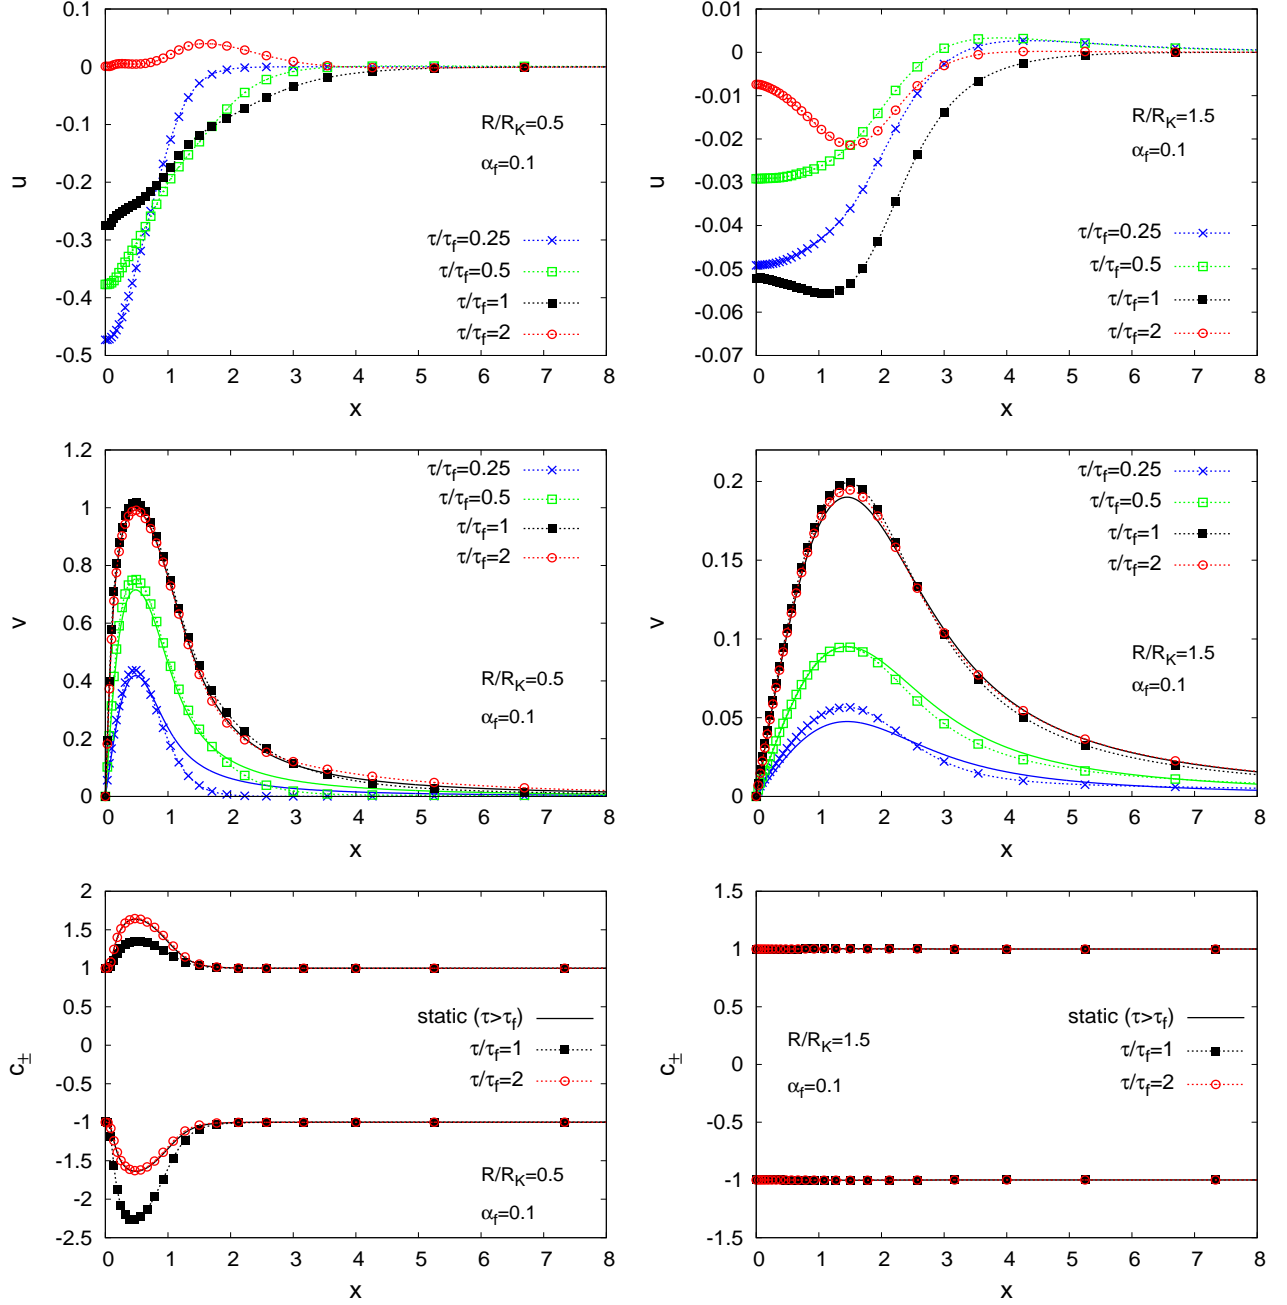 0.1
0
-0.1
-0.2
-0.3
-0.4
-0.5
u
0 1 2 3 4 5 6 7 8
x
R/R_K=0.5
α_f=0.1
τ/τ_f=0.25
τ/τ_f=0.5
τ/τ_f=1
τ/τ_f=2
0.01
0
-0.01
-0.02
-0.03
-0.04
-0.05
-0.06
-0.07
u
0 1 2 3 4 5 6 7 8
x
R/R_K=1.5
α_f=0.1
τ/τ_f=0.25
τ/τ_f=0.5
τ/τ_f=1
τ/τ_f=2
1.2
1
0.8
0.6
0.4
0.2
0
v
0 1 2 3 4 5 6 7 8
x
τ/τ_f=0.25
τ/τ_f=0.5
τ/τ_f=1
τ/τ_f=2
R/R_K=0.5
α_f=0.1
0.2
0.15
0.1
0.05
0
v
0 1 2 3 4 5 6 7 8
x
τ/τ_f=0.25
τ/τ_f=0.5
τ/τ_f=1
τ/τ_f=2
R/R_K=1.5
α_f=0.1
2
1.5
1
0.5
0
-0.5
-1
-1.5
-2
-2.5
c_±
0 1 2 3 4 5 6 7 8
x
static (τ>τ_f)
τ/τ_f=1
τ/τ_f=2
R/R_K=0.5
α_f=0.1
1.5
1
0.5
0
-0.5
-1
-1.5
c_±
0 1 2 3 4 5 6 7 8
x
static (τ>τ_f)
τ/τ_f=1
τ/τ_f=2
R/R_K=1.5
α_f=0.1